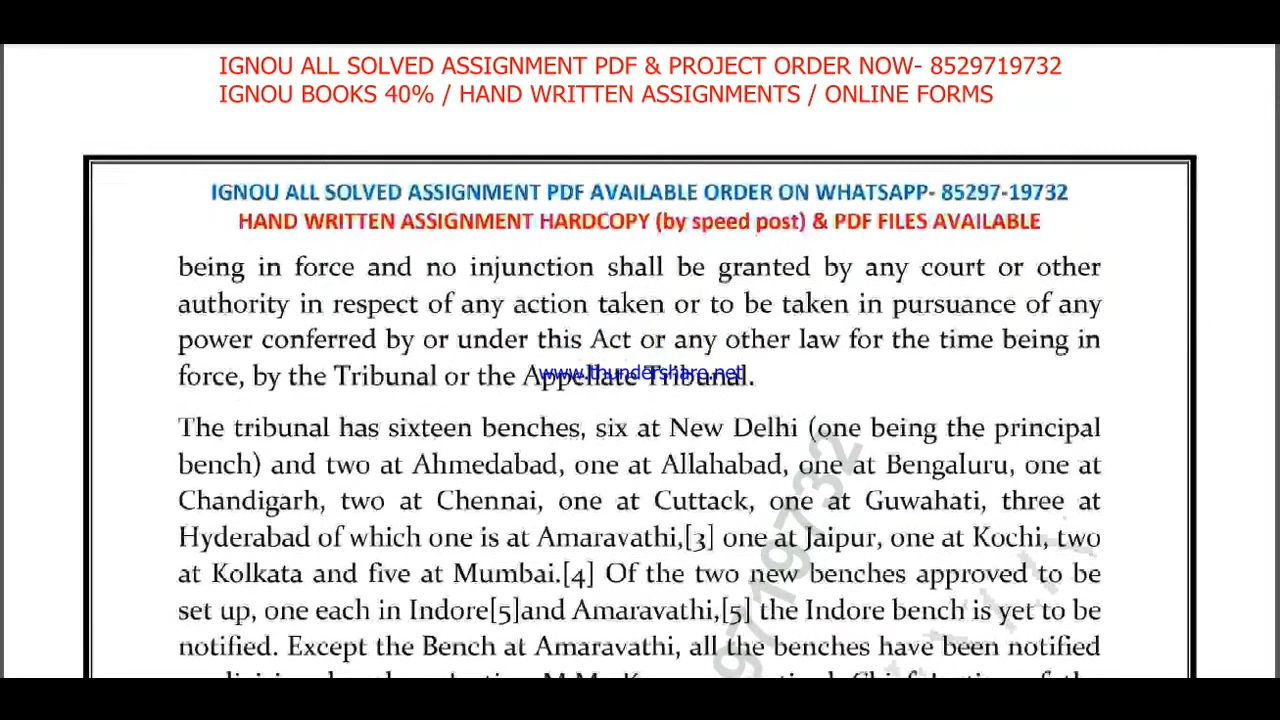 IGNOU ALL SOLVED ASSIGNMENT PDF & PROJECT ORDER NOW- 8529719732
IGNOU BOOKS 40% / HAND WRITTEN ASSIGNMENTS / ONLINE FORMS
IGNOU ALL SOLVED ASSIGNMENT PDF AVAILABLE ORDER ON WHATSAPP- 85297-19732
HAND WRITTEN ASSIGNMENT HARDCOPY (by speed post) & PDF FILES AVAILABLE
being in force and no injunction shall be granted by any court or other
authority in respect of any action taken or to be taken in pursuance of any
power conferred by or under this Act or any other law for the time being in
force, by the Tribunal or the Appellate Tribunal.
www.thundershare.net
The tribunal has sixteen benches, six at New Delhi (one being the principal
bench) and two at Ahmedabad, one at Allahabad, one at Bengaluru, one at
Chandigarh, two at Chennai, one at Cuttack, one at Guwahati, three at
Hyderabad of which one is at Amaravathi,[3] one at Jaipur, one at Kochi, two
at Kolkata and five at Mumbai.[4] Of the two new benches approved to be
set up, one each in Indore[5]and Amaravathi,[5] the Indore bench is yet to be
notified. Except the Bench at Amaravathi, all the benches have been notified
9719732